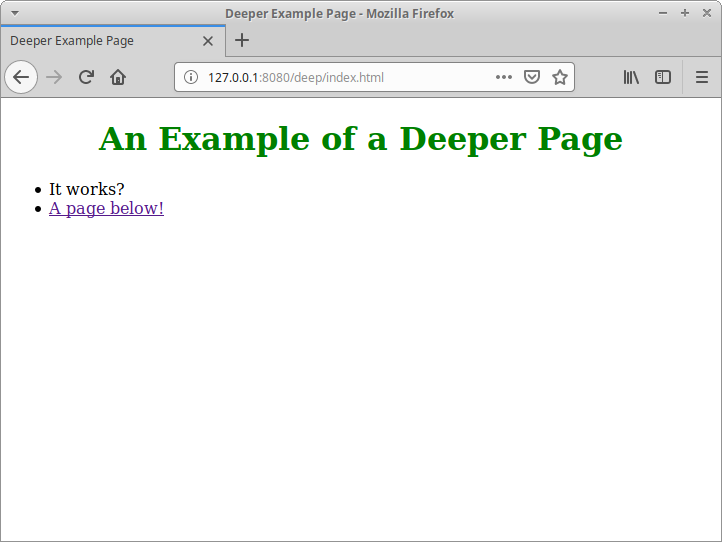 Deeper Example Page - Mozilla Firefox
Deeper Example Page
127.0.0.1:8080/deep/index.html
An Example of a Deeper Page
It works?
A page below!